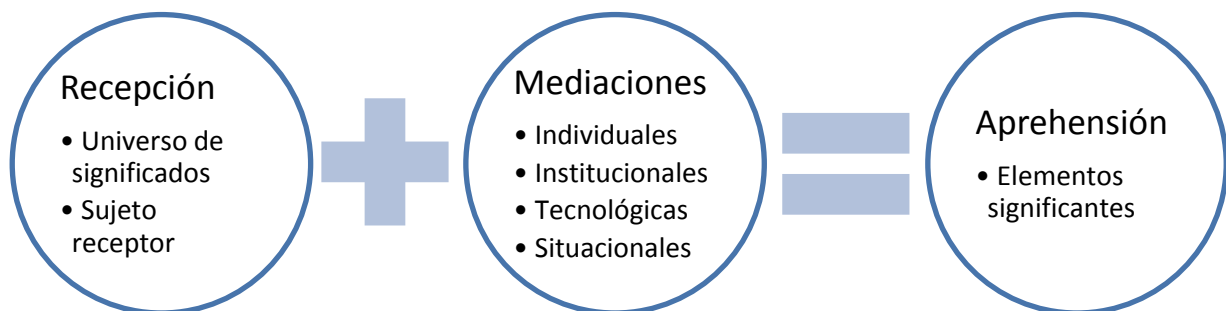 Recepción
• Universo de
significados
• Sujeto
receptor
Mediaciones
• Individuales
• Institucionales
• Tecnológicas
• Situacionales
Aprehensión
• Elementos
significantes